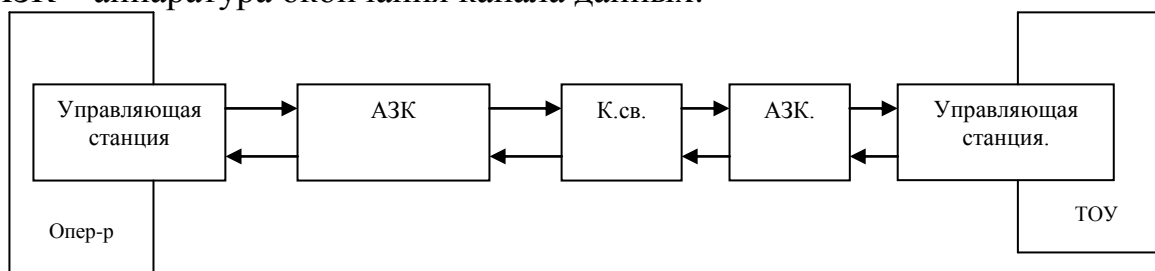 АЗК – аппаратура окончания канала данных.
Управляющая
станция
АЗК
К.св.
АЗК.
Управляющая
станция.
Опер-р
ТОУ